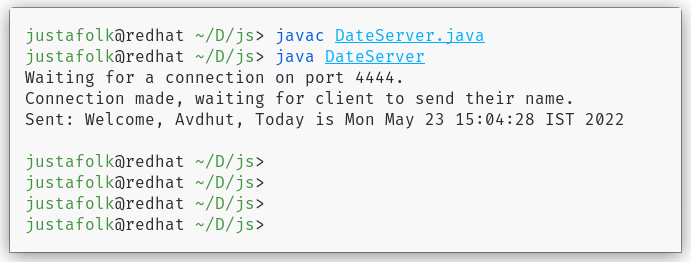 justafolk@redhat ~/D/js> javac DateServer.java
justafolk@redhat ~/D/js> java DateServer
Waiting for a connection on port 4444.
Connection made, waiting for client to send their name.
Sent: Welcome, Avdhut, Today is Mon May 23 15:04:28 IST 2022
justafolk@redhat ~/D/js>
justafolk@redhat ~/D/js>
justafolk@redhat ~/D/js>
justafolk@redhat ~/D/js>